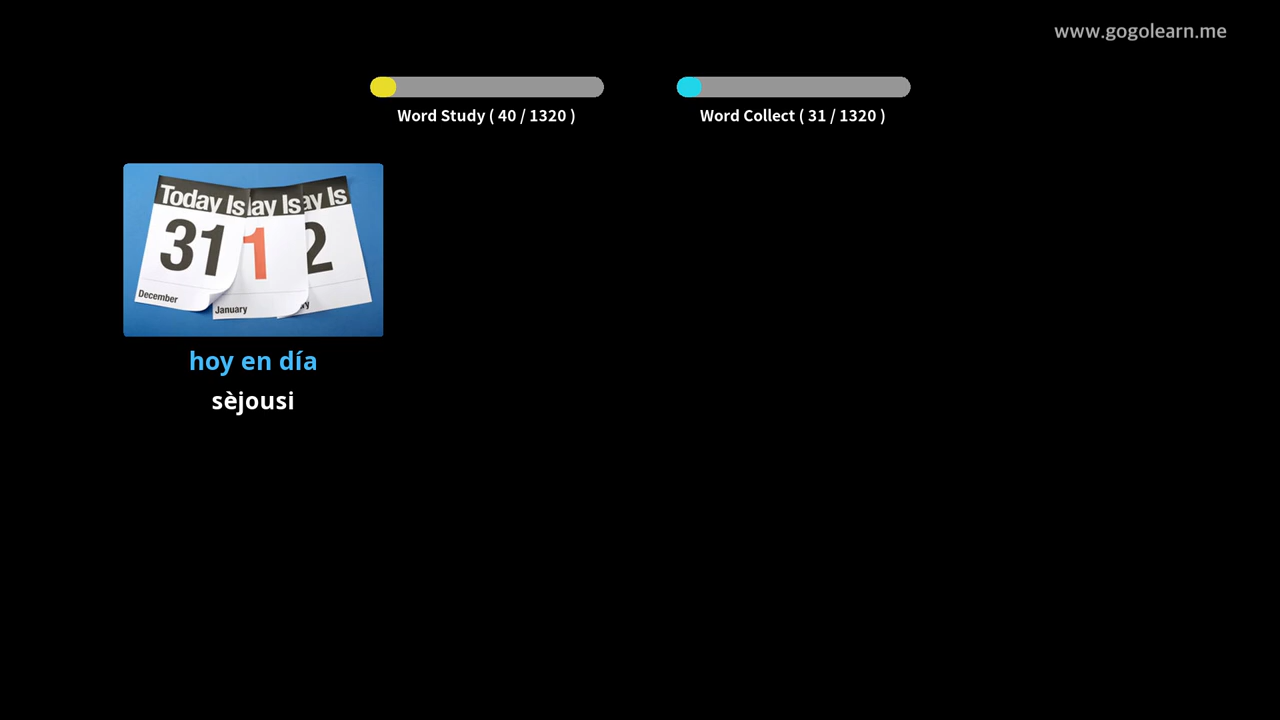 www.gogolearn.me
Word Study ( 40 / 1320 )
Word Collect ( 31 / 1320 )
Today Is
ay Is
ay Is
31
1
2
December
January
ry
hoy en día
sèjousi